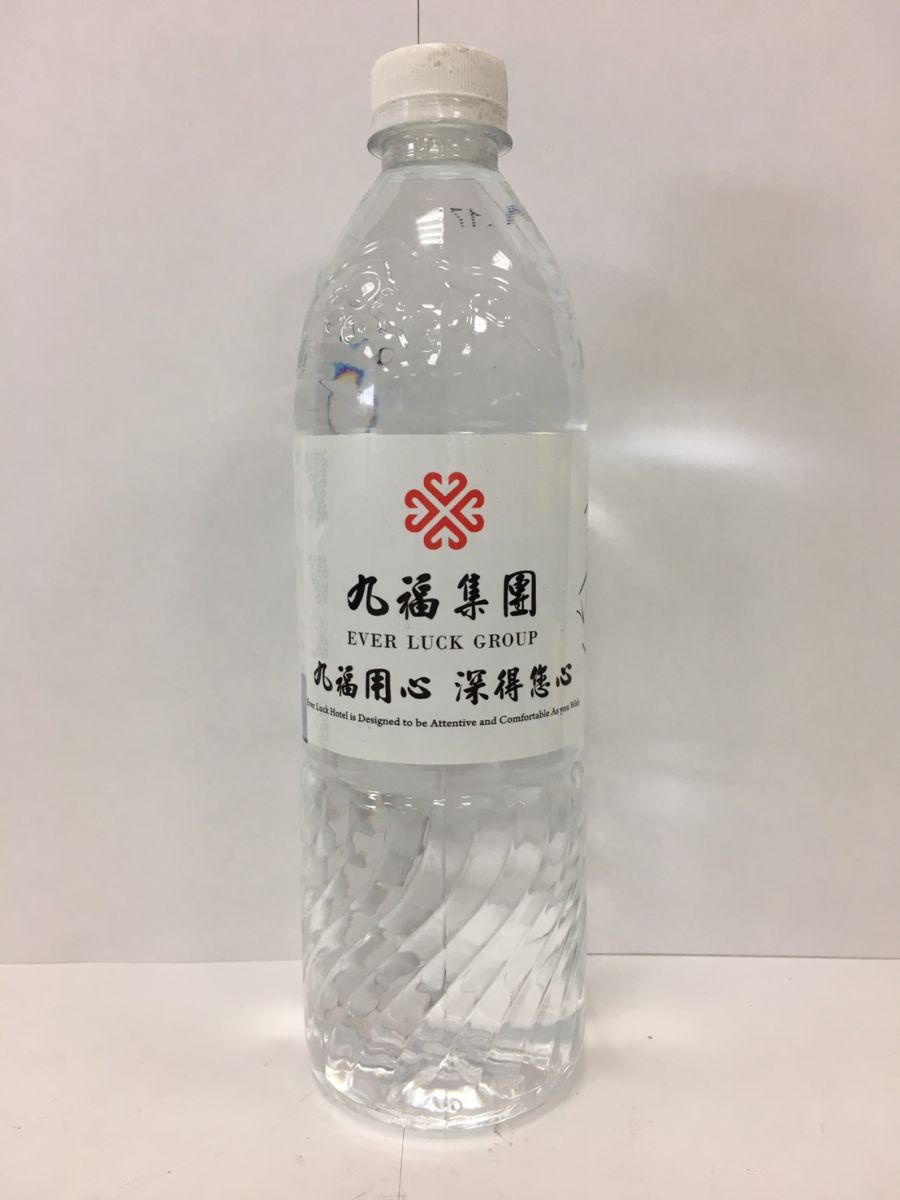 九福集團
EVER LUCK GROUP
九福用心 深得您心
Ever Luck Hotel is Designed to be Attentive and Comfortable As you Wish